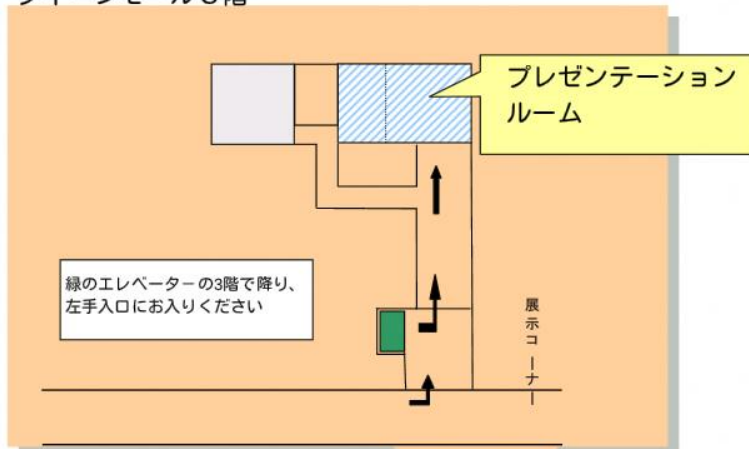 プレゼンテーション
ルーム
緑のエレベーターの3階で降り、
左手入口にお入りください
展示コーナー